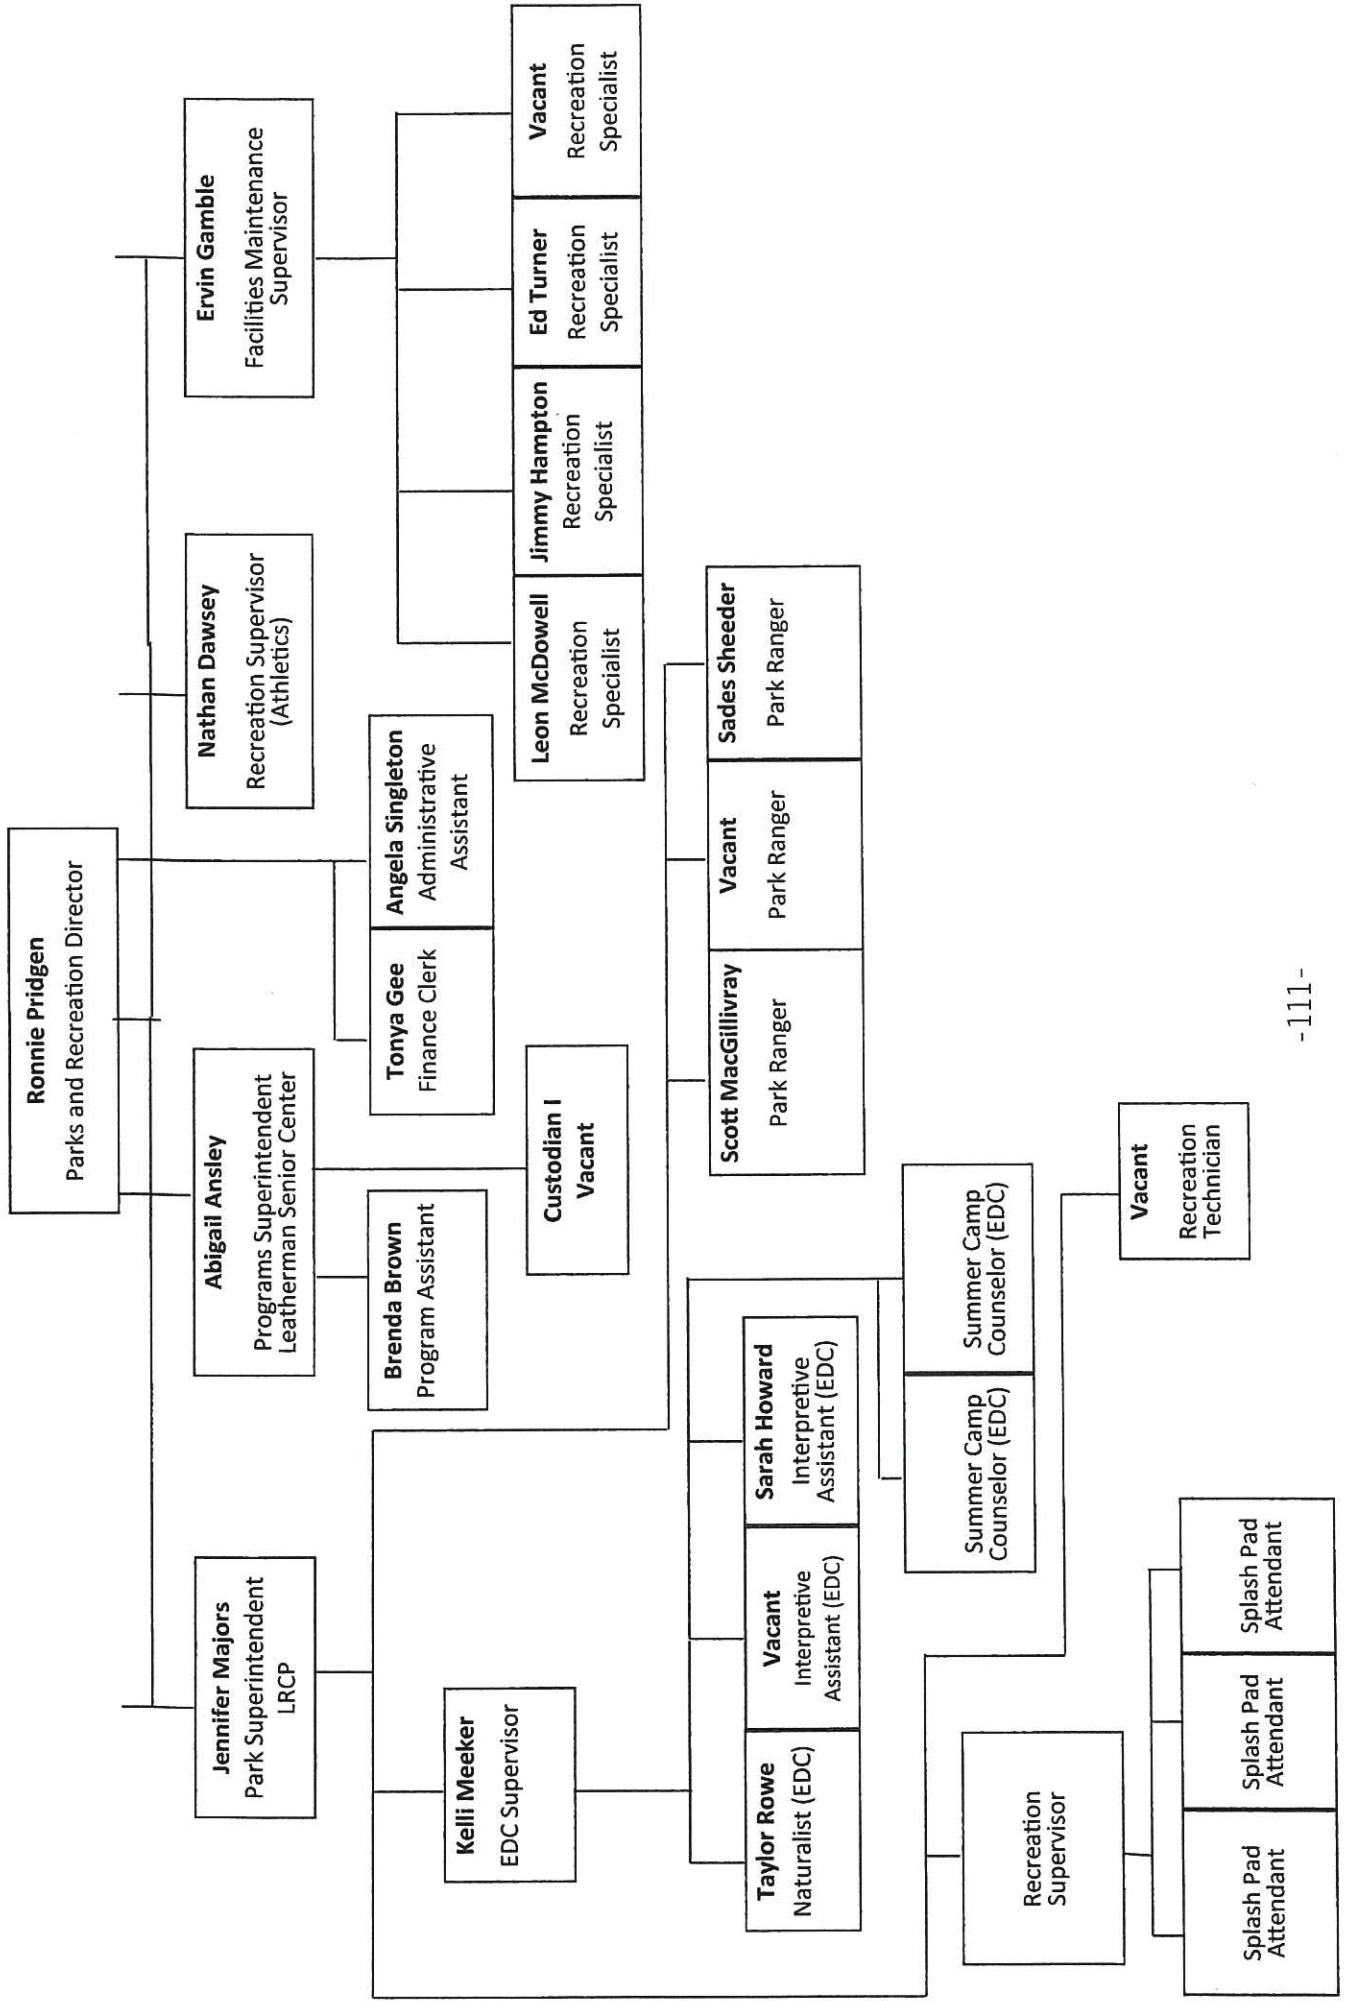 Ronnie Pridgen
Parks and Recreation Director
Jennifer Majors
Park Superintendent
LRCP
Abigail Ansley
Programs Superintendent
Leatherman Senior Center
Nathan Dawsey
Recreation Supervisor
(Athletics)
Ervin Gamble
Facilities Maintenance
Supervisor
Brenda Brown
Program Assistant
Tonya Gee
Finance Clerk
Angela Singleton
Administrative
Assistant
Kelli Meeker
EDC Supervisor
Custodian I
Vacant
Leon McDowell
Recreation
Specialist
Jimmy Hampton
Recreation
Specialist
Ed Turner
Recreation
Specialist
Vacant
Recreation
Specialist
Scott MacGillivray
Park Ranger
Vacant
Park Ranger
Sades Sheeder
Park Ranger
Taylor Rowe
Naturalist (EDC)
Vacant
Interpretive
Assistant (EDC)
Sarah Howard
Interpretive
Assistant (EDC)
Summer Camp
Counselor (EDC)
Summer Camp
Counselor (EDC)
Recreation
Supervisor
Vacant
Recreation
Technician
Splash Pad
Attendant
Splash Pad
Attendant
Splash Pad
Attendant
-111-